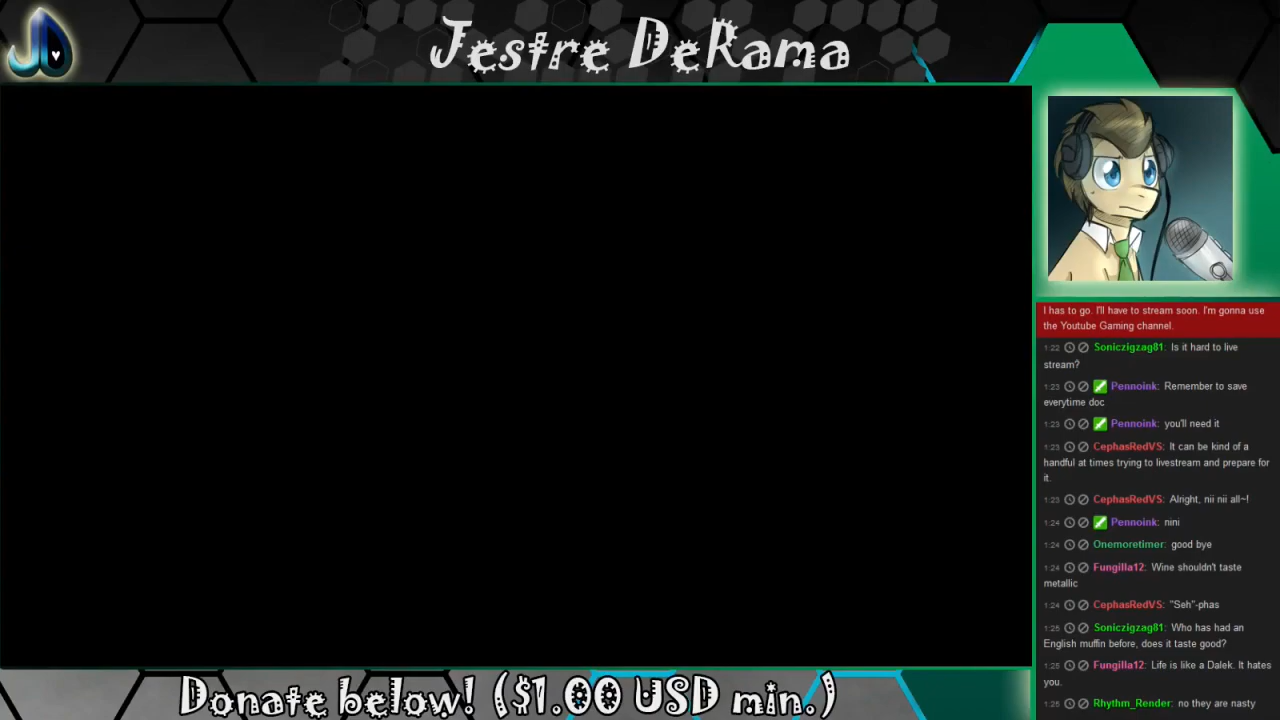 JD
Jestre DeRama
I has to go. I'll have to stream soon. I'm gonna use
the Youtube Gaming channel.
1:22 Soniczigzag81: Is it hard to live
stream?
1:23 Pennoink: Remember to save
everytime doc
1:23 Pennoink: you'll need it
1:23 CephasRedVS: It can be kind of a
handful at times trying to livestream and prepare for
it.
1:23 CephasRedVS: Alright, nii nii all~!
1:24 Pennoink: nini
1:24 Onemoretimer: good bye
1:24 Fungilla12: Wine shouldn't taste
metallic
1:24 CephasRedVS: "Seh"-phas
1:25 Soniczigzag81: Who has had an
English muffin before, does it taste good?
1:25 Fungilla12: Life is like a Dalek. It hates
you.
1:25 Rhythm_Render: no they are nasty
Donate below! ($1.00 USD min.)